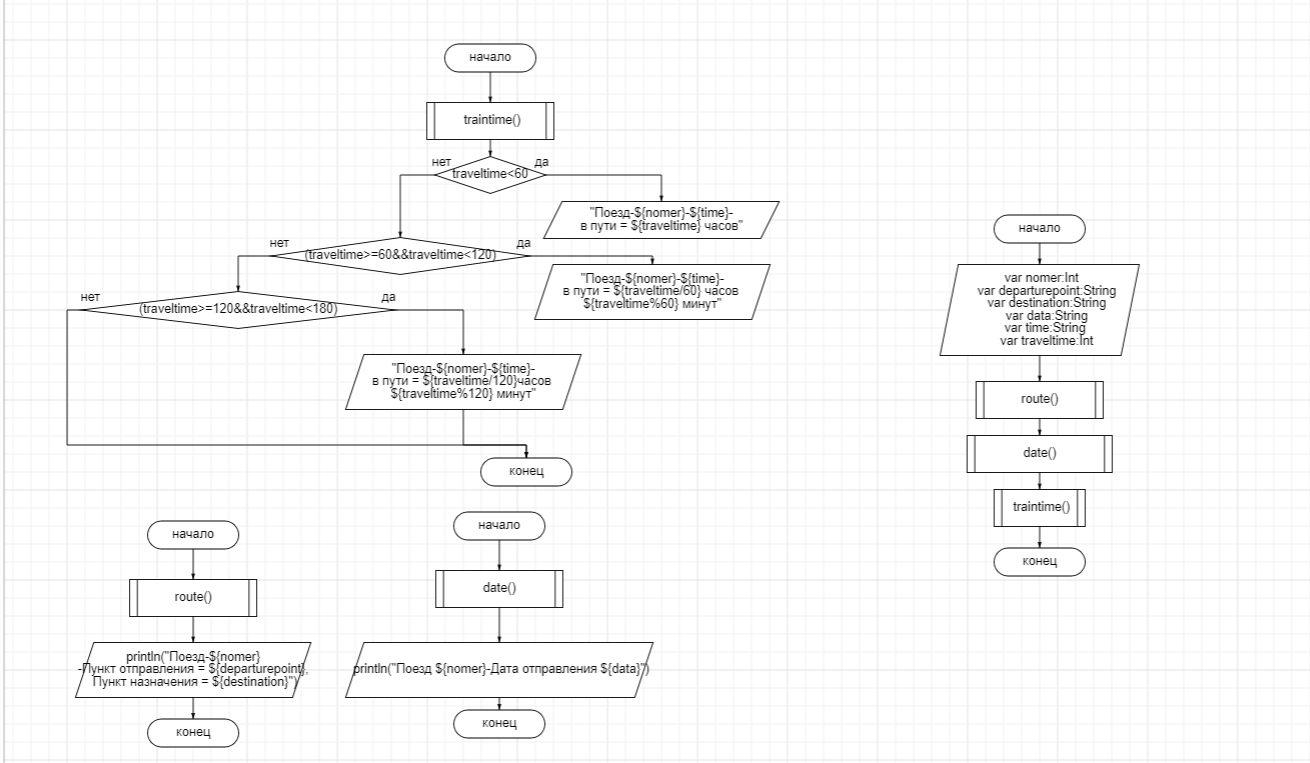 начало
traintime()
нет
да
traveltime<60
"Поезд-${nomer}-${time}-
в пути = ${traveltime} часов"
нет
да
(traveltime>=60&&traveltime<120)
"Поезд-${nomer}-${time}-
в пути = ${traveltime/60} часов
${traveltime%60} минут"
нет
да
(traveltime>=120&&traveltime<180)
"Поезд-${nomer}-${time}-
в пути = ${traveltime/120}часов
${traveltime%120} минут"
конец
начало
route()
println("Поезд-${nomer}
-Пункт отправления = ${departurepoint},
Пункт назначения = ${destination}")
конец
начало
date()
println("Поезд ${nomer}-Дата отправления ${data}")
конец
начало
var nomer:Int
var departurepoint:String
var destination:String
var data:String
var time:String
var traveltime:Int
route()
date()
traintime()
конец